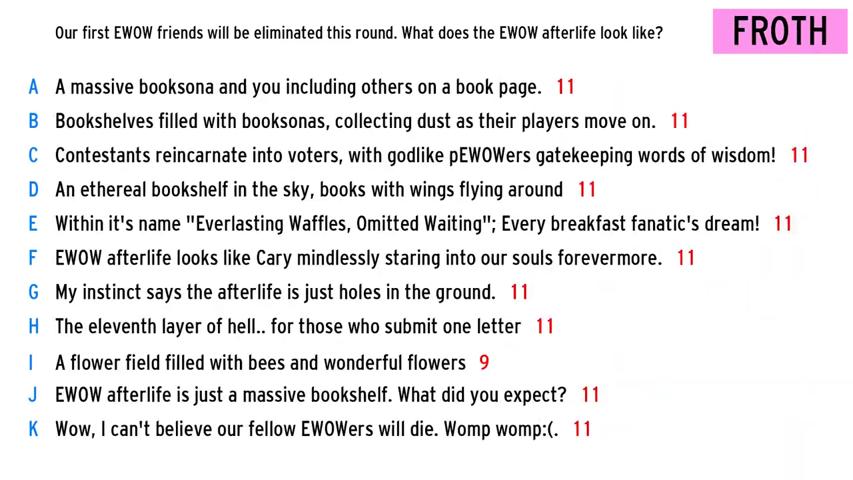 Our first EWOW friends will be eliminated this round. What does the EWOW afterlife look like?
FROTH
A A massive booksona and you including others on a book page. 11
B Bookshelves filled with booksonas, collecting dust as their players move on. 11
C Contestants reincarnate into voters, with godlike pEWOWers gatekeeping words of wisdom! 11
D An ethereal bookshelf in the sky, books with wings flying around 11
E Within it's name "Everlasting Waffles, Omitted Waiting"; Every breakfast fanatic's dream! 11
F EWOW afterlife looks like Cary mindlessly staring into our souls forevermore. 11
G My instinct says the afterlife is just holes in the ground. 11
H The eleventh layer of hell.. for those who submit one letter 11
I A flower field filled with bees and wonderful flowers 9
J EWOW afterlife is just a massive bookshelf. What did you expect? 11
K Wow, I can't believe our fellow EWOWers will die. Womp womp:(. 11